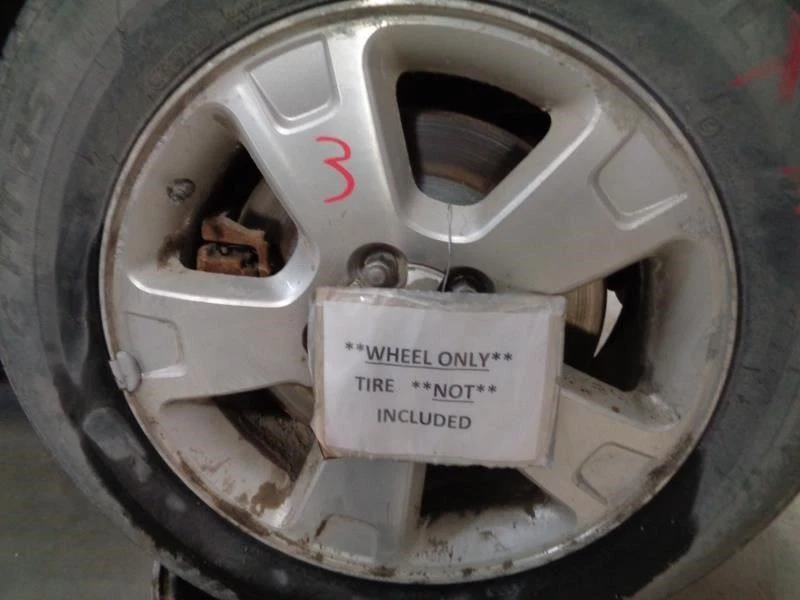 3
**WHEEL ONLY**
TIRE **NOT**
INCLUDED